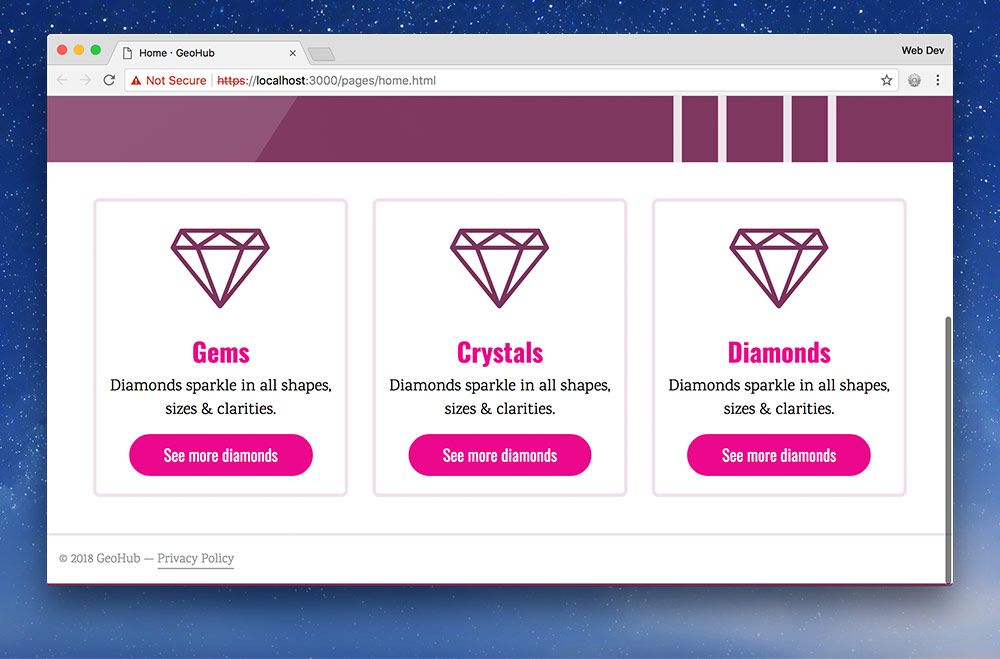 Home · GeoHub
Web Dev
Not Secure https://localhost:3000/pages/home.html
Gems
Diamonds sparkle in all shapes,
sizes & clarities.
See more diamonds
Crystals
Diamonds sparkle in all shapes,
sizes & clarities.
See more diamonds
Diamonds
Diamonds sparkle in all shapes,
sizes & clarities.
See more diamonds
© 2018 GeoHub — Privacy Policy